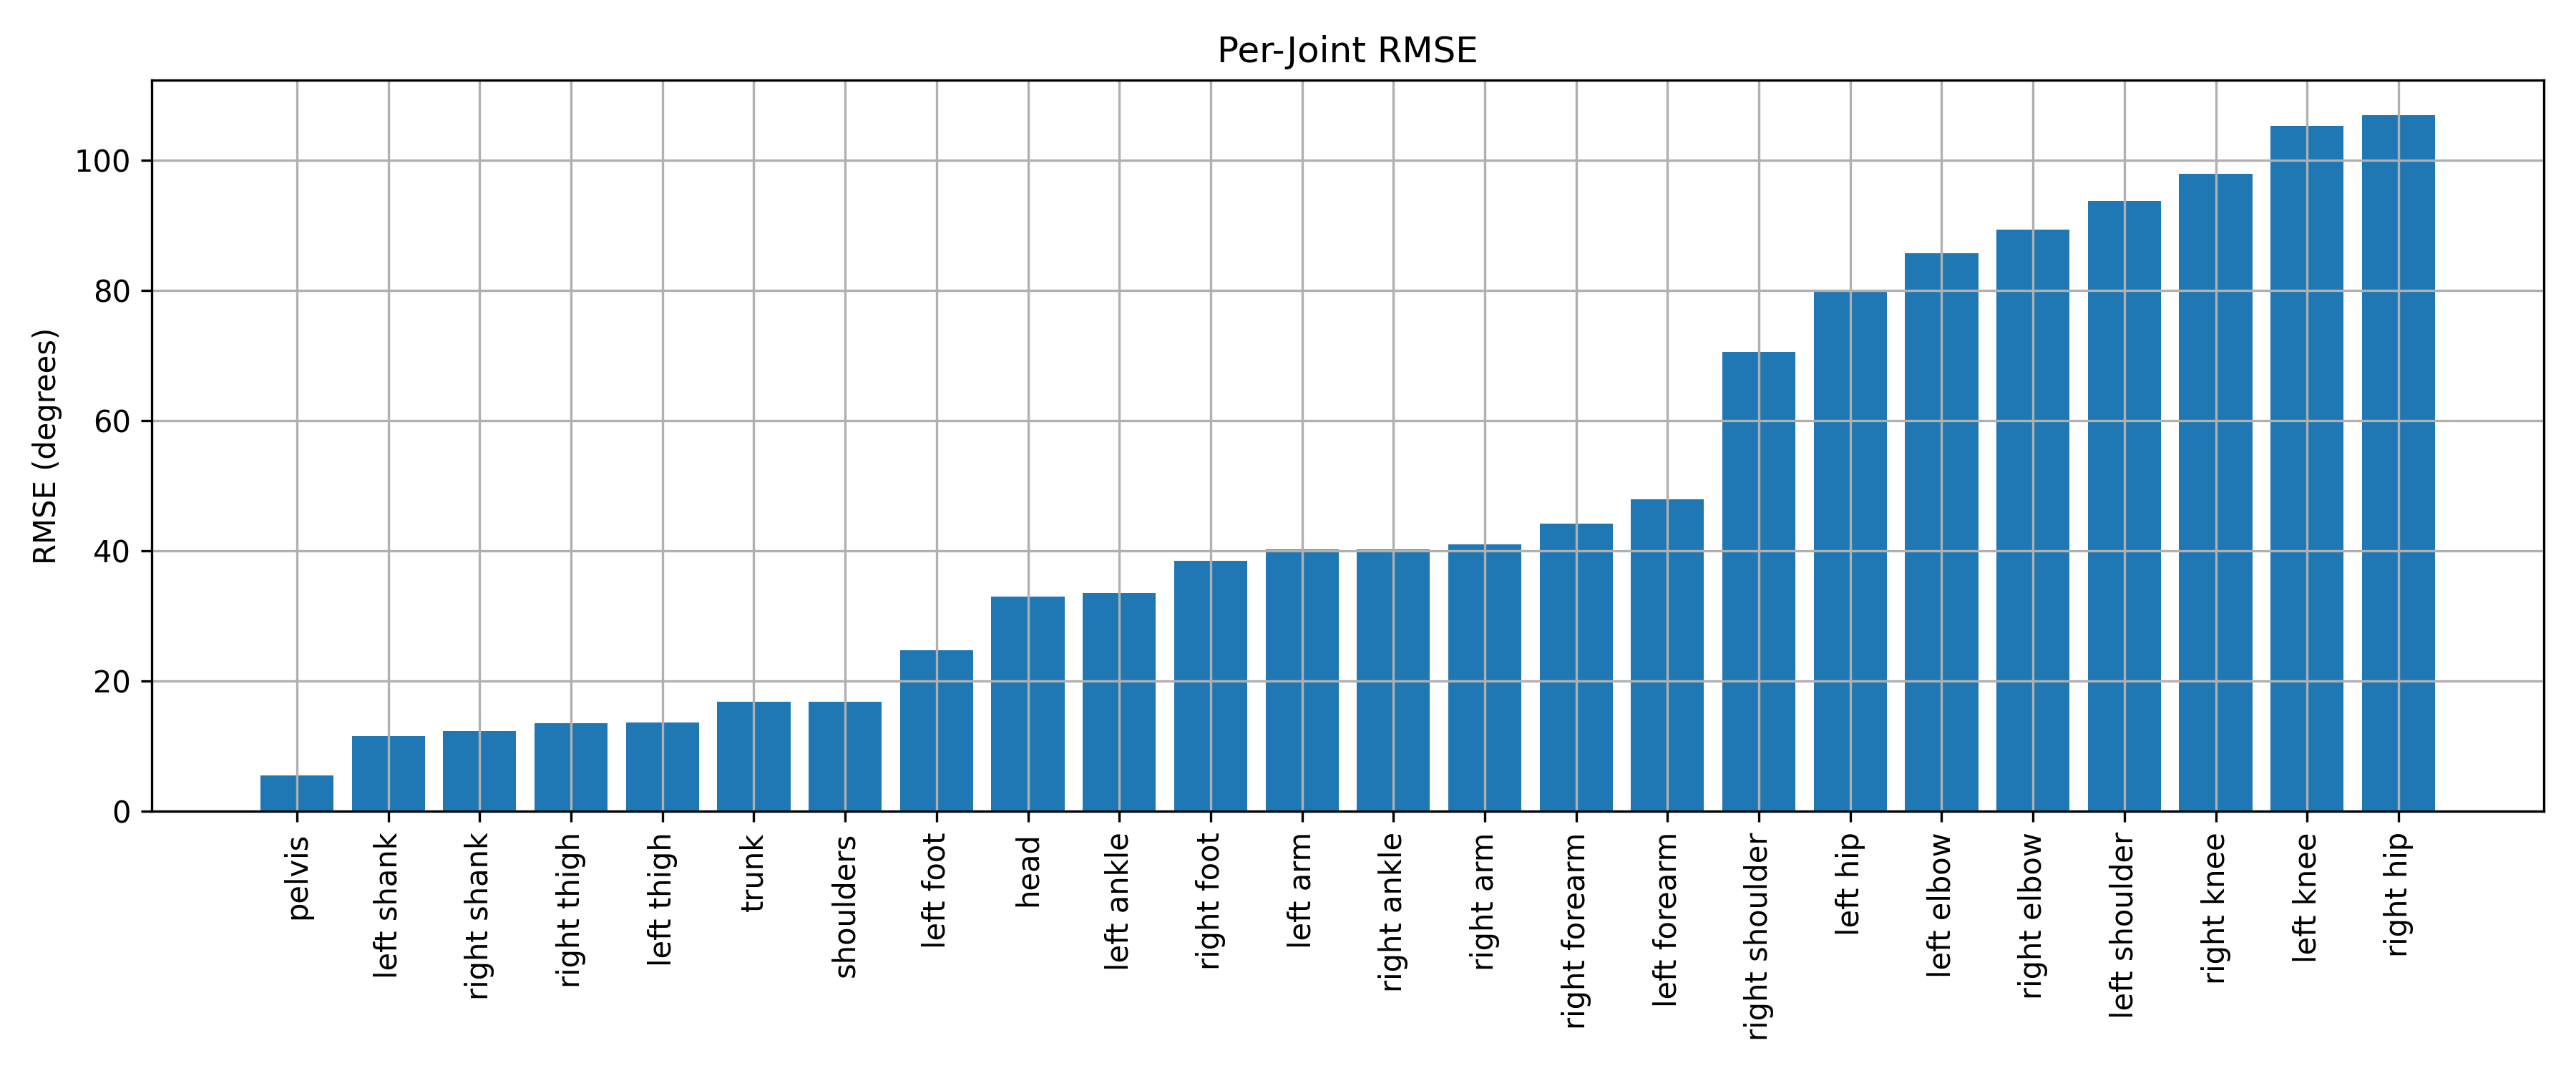 Per-Joint RMSE
RMSE (degrees)
100
80
60
40
20
0
pelvis
left shank
right shank
right thigh
left thigh
trunk
shoulders
left foot
head
left ankle
right foot
left arm
right ankle
right arm
right forearm
left forearm
right shoulder
left hip
left elbow
right elbow
left shoulder
right knee
left knee
right hip